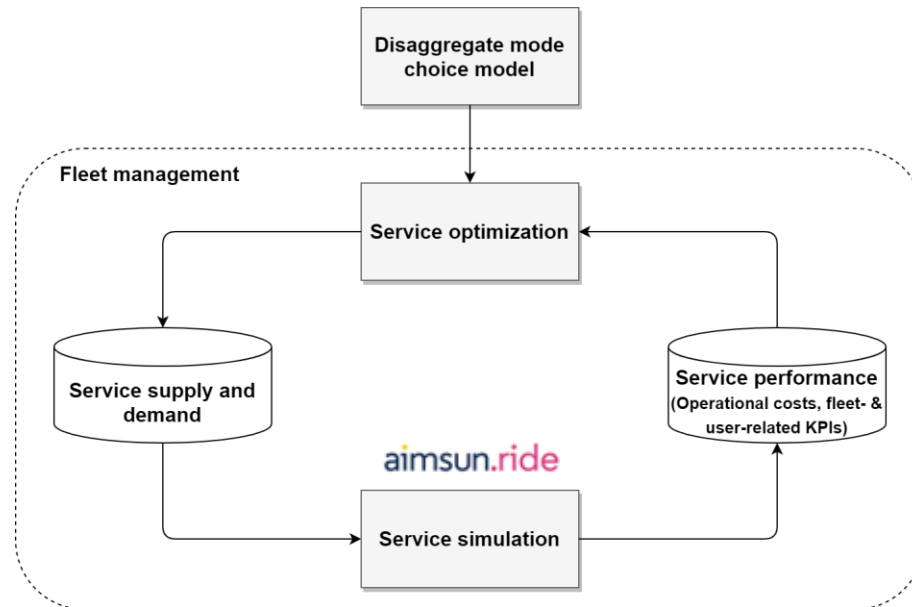 Disaggregate mode
choice model
Fleet management
Service optimization
Service supply and
demand
Service performance
(Operational costs, fleet- &
user-related KPIs)
aimsun.ride
Service simulation